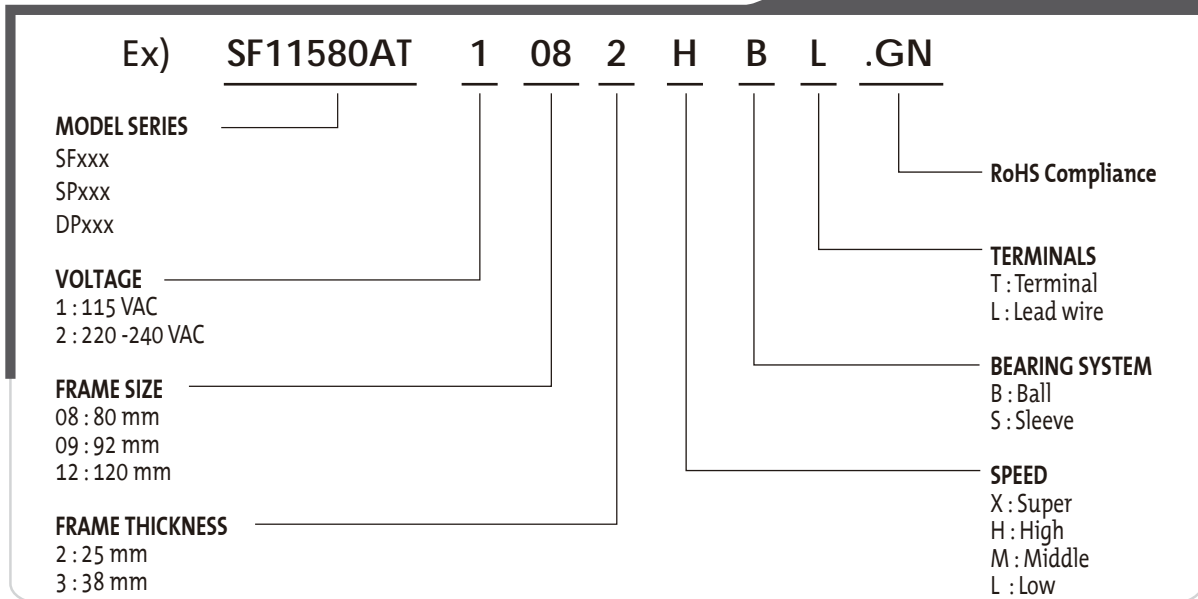 Ex) SF11580AT 1 08 2 H B L .GN
MODEL SERIES
SFxxx
SPxxx
DPxxx
VOLTAGE
1 : 115 VAC
2 : 220 -240 VAC
FRAME SIZE
08 : 80 mm
09 : 92 mm
12 : 120 mm
FRAME THICKNESS
2 : 25 mm
3 : 38 mm
RoHS Compliance
TERMINALS
T : Terminal
L : Lead wire
BEARING SYSTEM
B : Ball
S : Sleeve
SPEED
X : Super
H : High
M : Middle
L : Low